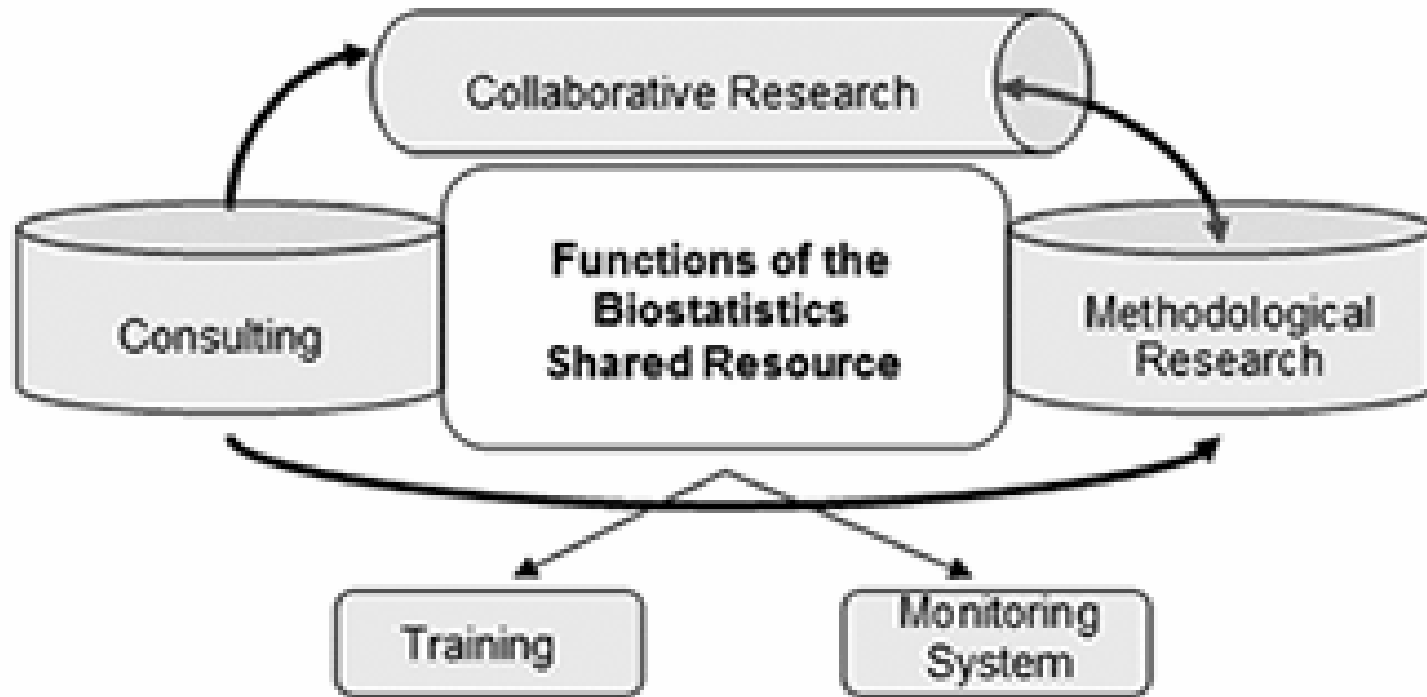 Collaborative Research
Functions of the
Biostatistics
Shared Resource
Consulting
Methodological
Research
Training
Monitoring
System